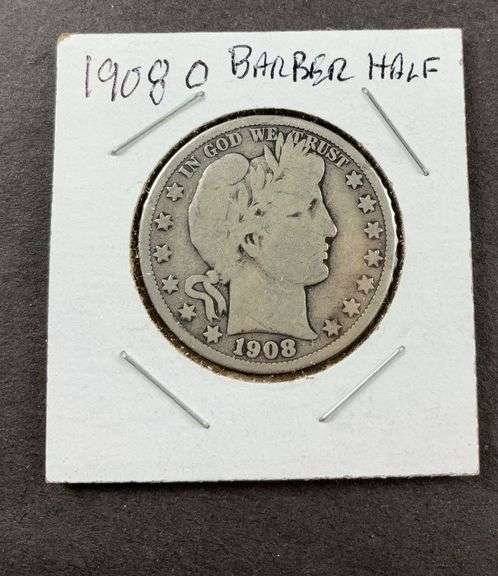 1908 O BARBER HALF
IN GOD WE TRUST
1908